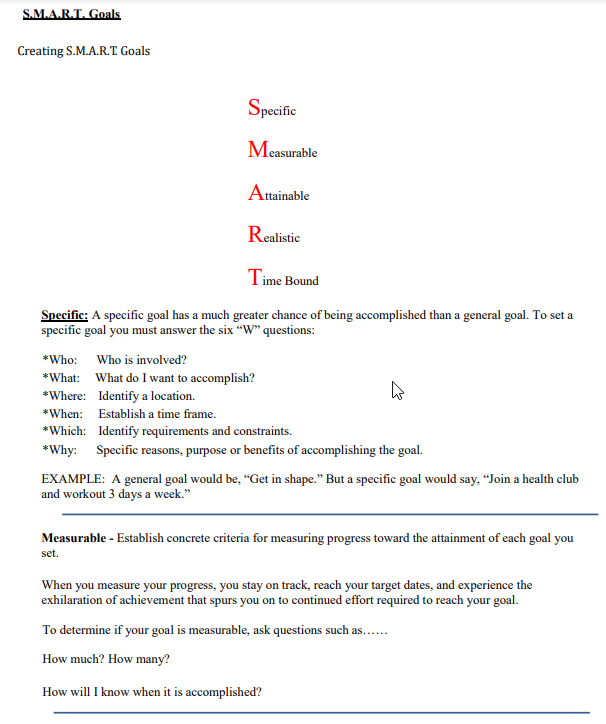 S.M.A.R.T. Goals
Creating S.M.A.R.T Goals
Specific
Measurable
Attainable
Realistic
Time Bound
Specific: A specific goal has a much greater chance of being accomplished than a general goal. To set a
specific goal you must answer the six “W” questions:
*Who: Who is involved?
*What: What do I want to accomplish?
*Where: Identify a location.
*When: Establish a time frame.
*Which: Identify requirements and constraints.
*Why: Specific reasons, purpose or benefits of accomplishing the goal.
EXAMPLE: A general goal would be, “Get in shape.” But a specific goal would say, “Join a health club
and workout 3 days a week.”
Measurable - Establish concrete criteria for measuring progress toward the attainment of each goal you
set.
When you measure your progress, you stay on track, reach your target dates, and experience the
exhilaration of achievement that spurs you on to continued effort required to reach your goal.
To determine if your goal is measurable, ask questions such as……
How much? How many?
How will I know when it is accomplished?